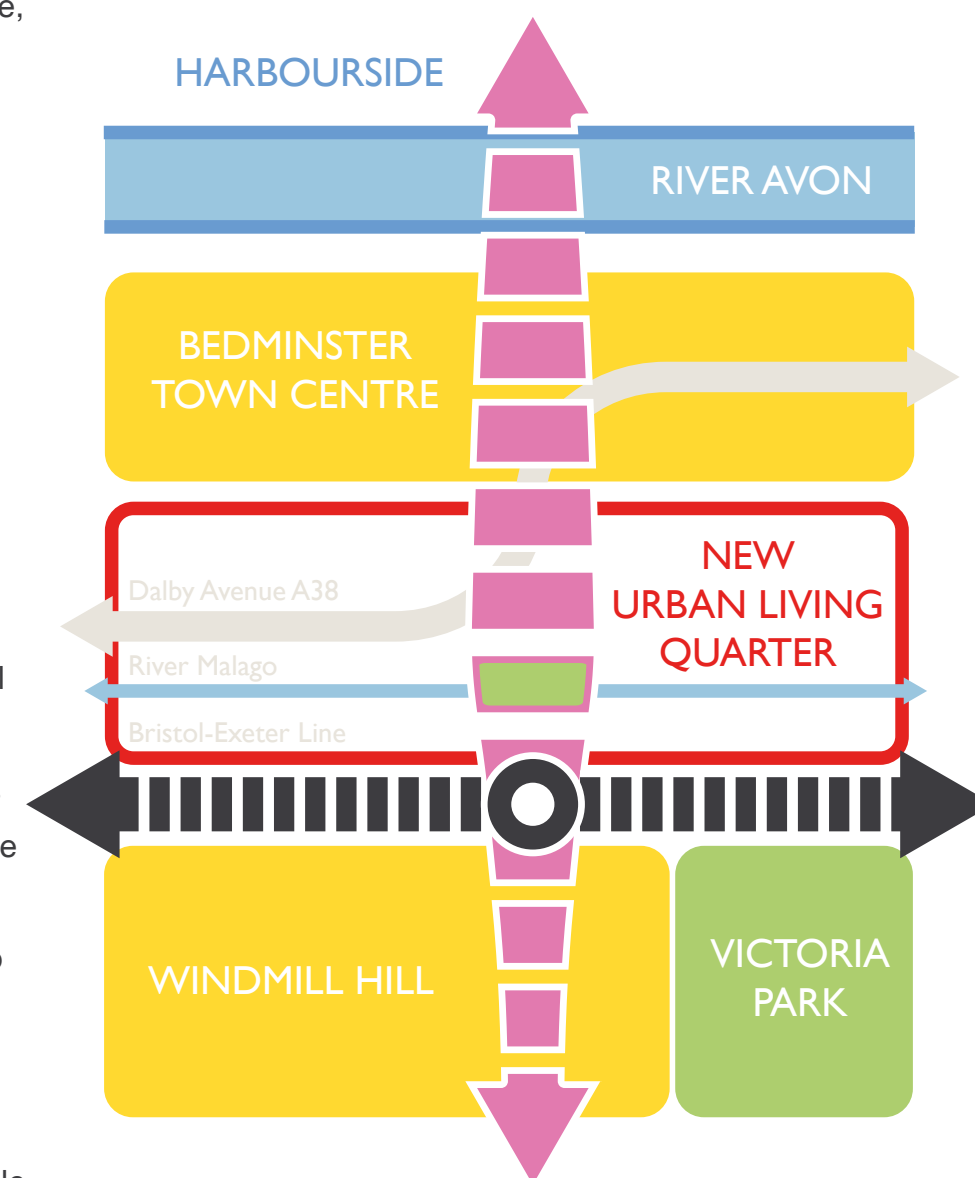 e,
HARBOURSIDE
RIVER AVON
BEDMINSTER
TOWN CENTRE
NEW
URBAN LIVING
QUARTER
Dalby Avenue A38
River Malago
Bristol-Exeter Line
e
WINDMILL HILL
VICTORIA
PARK